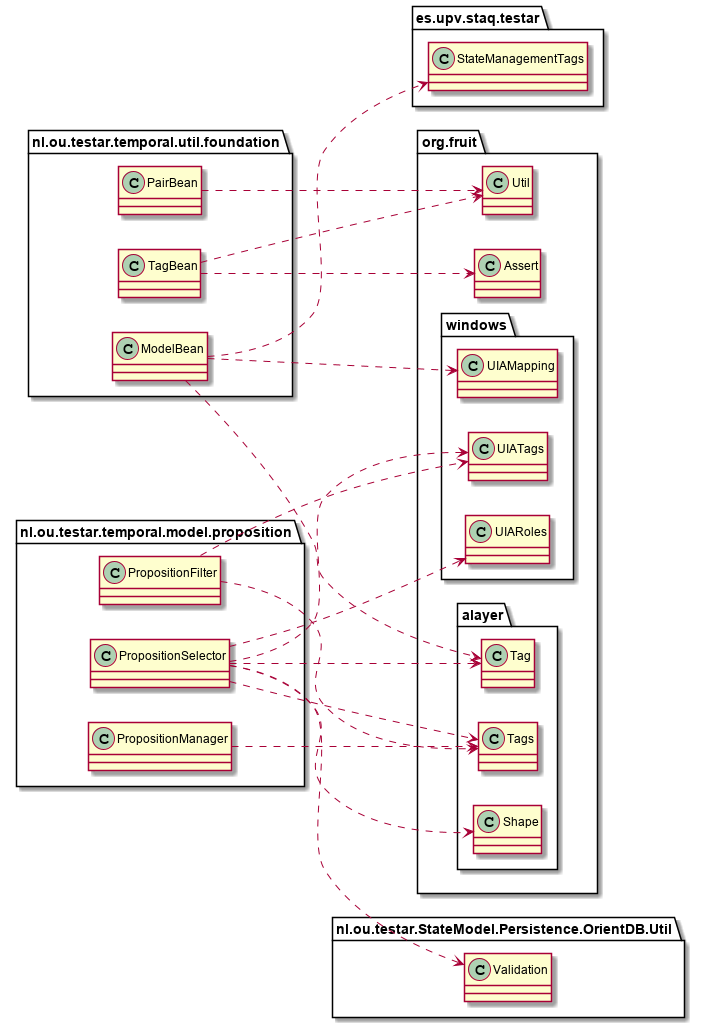 es.upv.staq.testar
C StateManagementTags
nl.ou.testar.temporal.util.foundation
C PairBean
C TagBean
C ModelBean
org.fruit
C Util
C Assert
windows
C UIAMapping
C UIATags
C UIARoles
nl.ou.testar.temporal.model.proposition
C PropositionFilter
C PropositionSelector
C PropositionManager
alayer
C Tag
C Tags
C Shape
nl.ou.testar.StateModel.Persistence.OrientDB.Util
C Validation